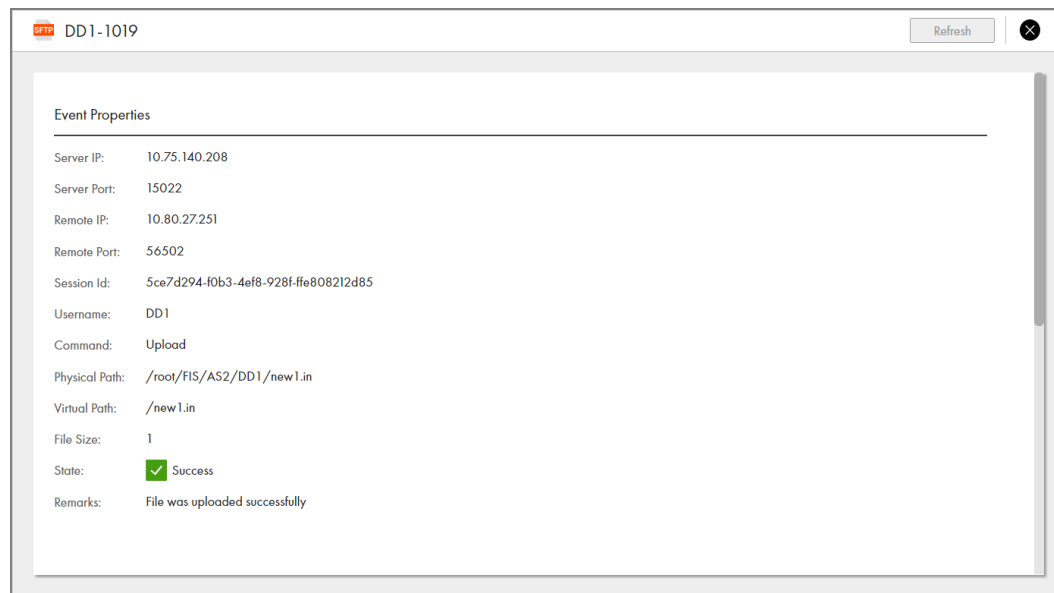 SFTP DD1-1019 Refresh
Event Properties
Server IP: 10.75.140.208
Server Port: 15022
Remote IP: 10.80.27.251
Remote Port: 56502
Session Id: 5ce7d294-f0b3-4ef8-928f-ffe808212d85
Username: DD1
Command: Upload
Physical Path: /root/FIS/AS2/DD1/new1.in
Virtual Path: /new1.in
File Size: 1
State: Success
Remarks: File was uploaded successfully